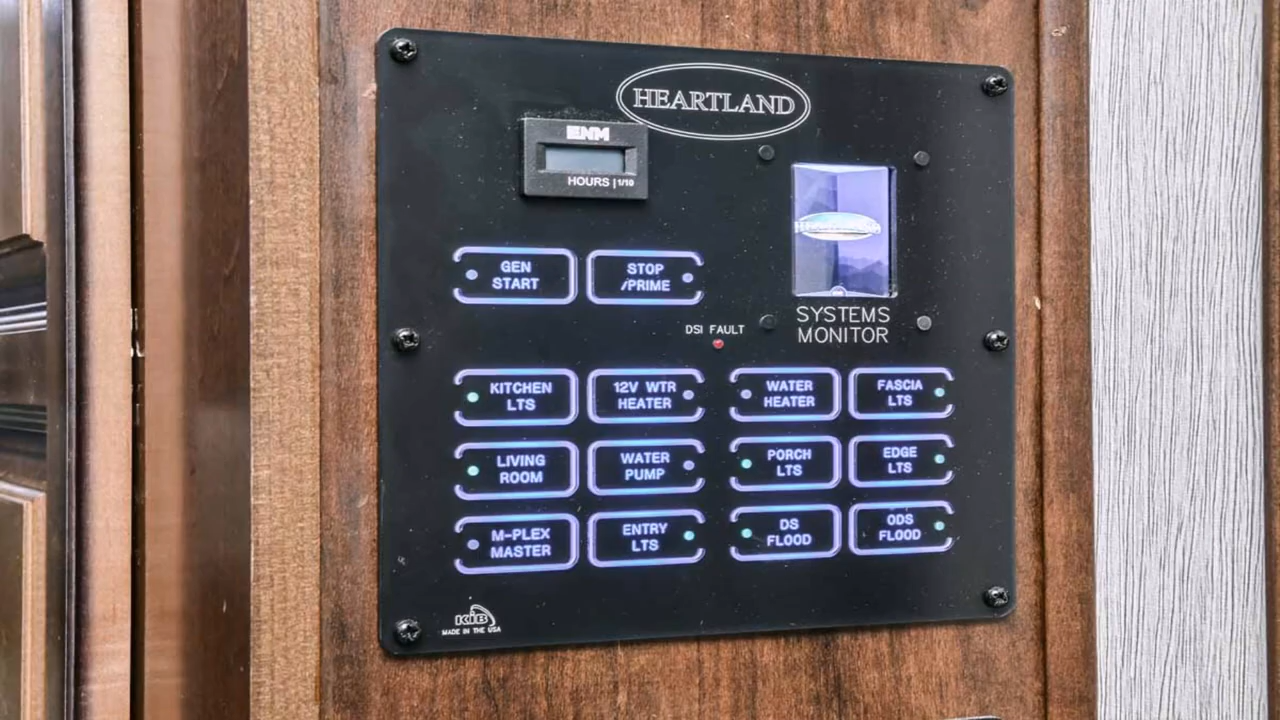 HEARTLAND
ENM
HOURS | 1/10
HEARTLAND
SYSTEMS
MONITOR
GEN
START
STOP
/PRIME
DSI FAULT
KITCHEN
LTS
12V WTR
HEATER
WATER
HEATER
FASCIA
LTS
LIVING
ROOM
WATER
PUMP
PORCH
LTS
EDGE
LTS
M-PLEX
MASTER
ENTRY
LTS
DS
FLOOD
ODS
FLOOD
KIB
MADE IN THE USA